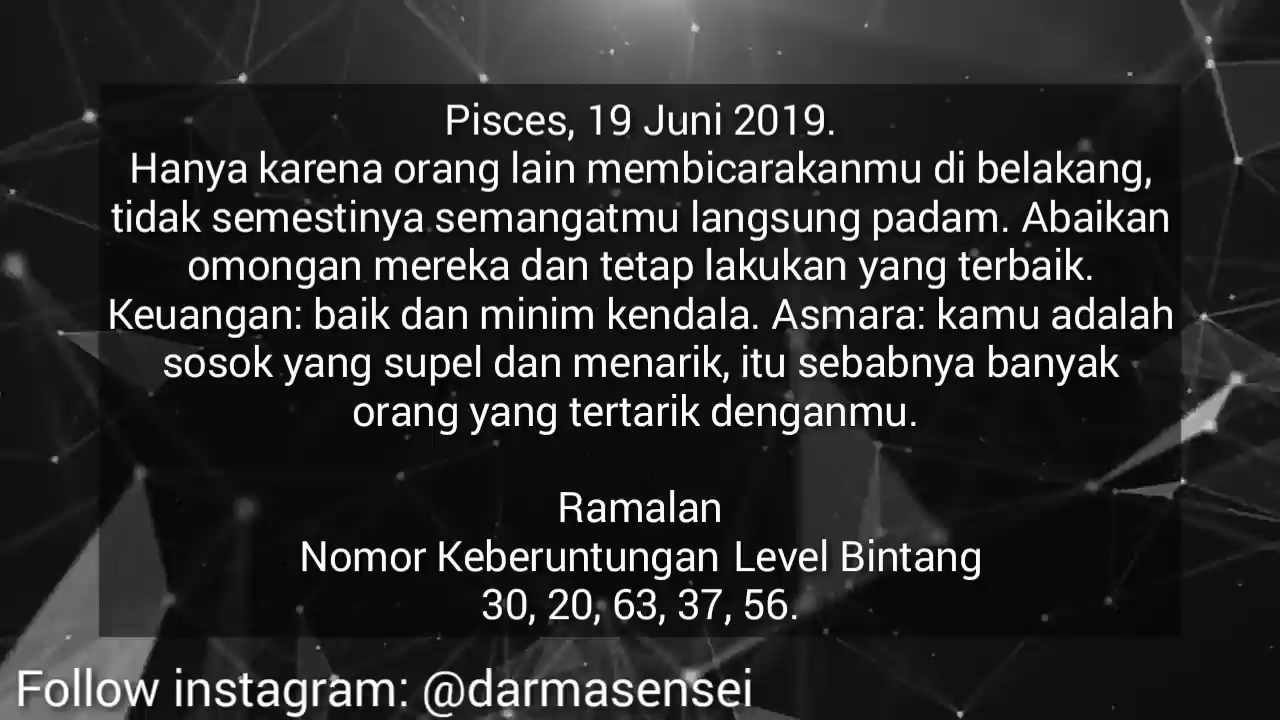 Pisces, 19 Juni 2019.
Hanya karena orang lain membicarakanmu di belakang,
tidak semestinya semangatmu langsung padam. Abaikan
omongan mereka dan tetap lakukan yang terbaik.
Keuangan: baik dan minim kendala. Asmara: kamu adalah
sosok yang supel dan menarik, itu sebabnya banyak
orang yang tertarik denganmu.
Ramalan
Nomor Keberuntungan Level Bintang
30, 20, 63, 37, 56.
Follow instagram: @darmasensei